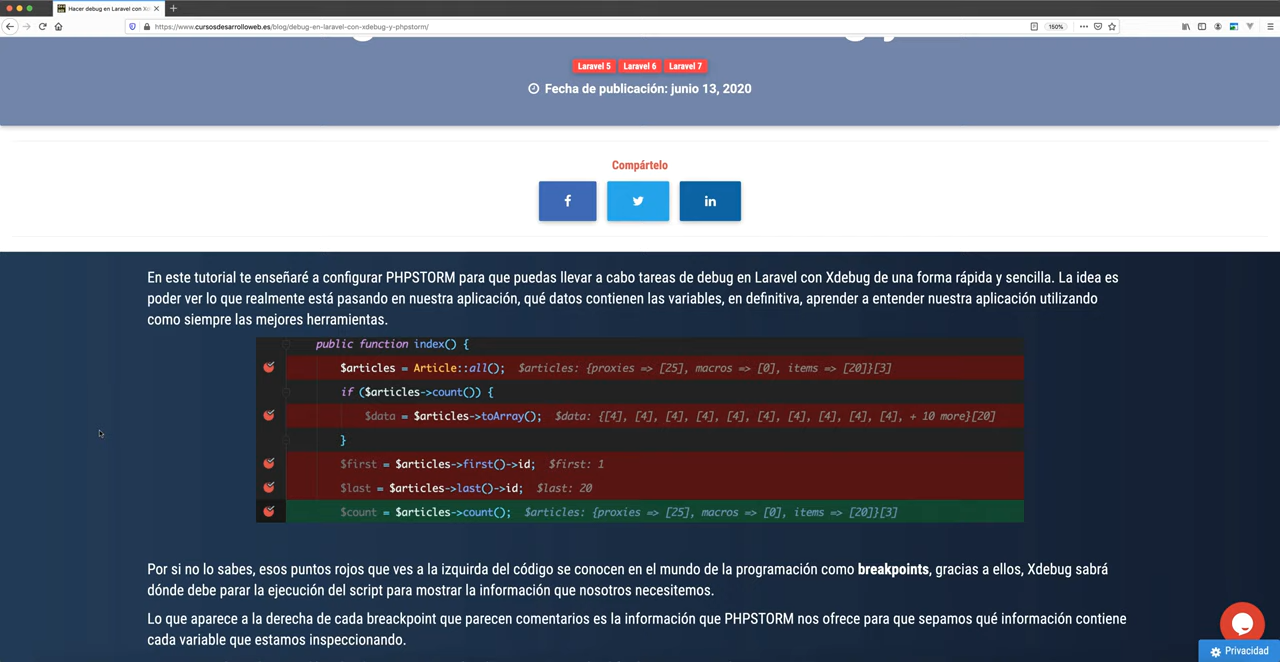 Hacer debug en Laravel con X
https://www.cursosdesarrolloweb.es/blog/debug-en-laravel-con-xdebug-y-phpstorm/
150%
Laravel 5 Laravel 6 Laravel 7
Fecha de publicación: junio 13, 2020
Compártelo
En este tutorial te enseñaré a configurar PHPSTORM para que puedas llevar a cabo tareas de debug en Laravel con Xdebug de una forma rápida y sencilla. La idea es
poder ver lo que realmente está pasando en nuestra aplicación, qué datos contienen las variables, en definitiva, aprender a entender nuestra aplicación utilizando
como siempre las mejores herramientas.
public function index() {
$articles = Article::all(); $articles: {proxies => [25], macros => [0], items => [20]}[3]
if ($articles->count()) {
$data = $articles->toArray(); $data: {[4], [4], [4], [4], [4], [4], [4], [4], [4], [4], + 10 more}[20]
}
$first = $articles->first()->id; $first: 1
$last = $articles->last()->id; $last: 20
$count = $articles->count(); $articles: {proxies => [25], macros => [0], items => [20]}[3]
Por si no lo sabes, esos puntos rojos que ves a la izquirda del código se conocen en el mundo de la programación como breakpoints, gracias a ellos, Xdebug sabrá
dónde debe parar la ejecución del script para mostrar la información que nosotros necesitemos.
Lo que aparece a la derecha de cada breackpoint que parecen comentarios es la información que PHPSTORM nos ofrece para que sepamos qué información contiene
cada variable que estamos inspeccionando.
Privacidad